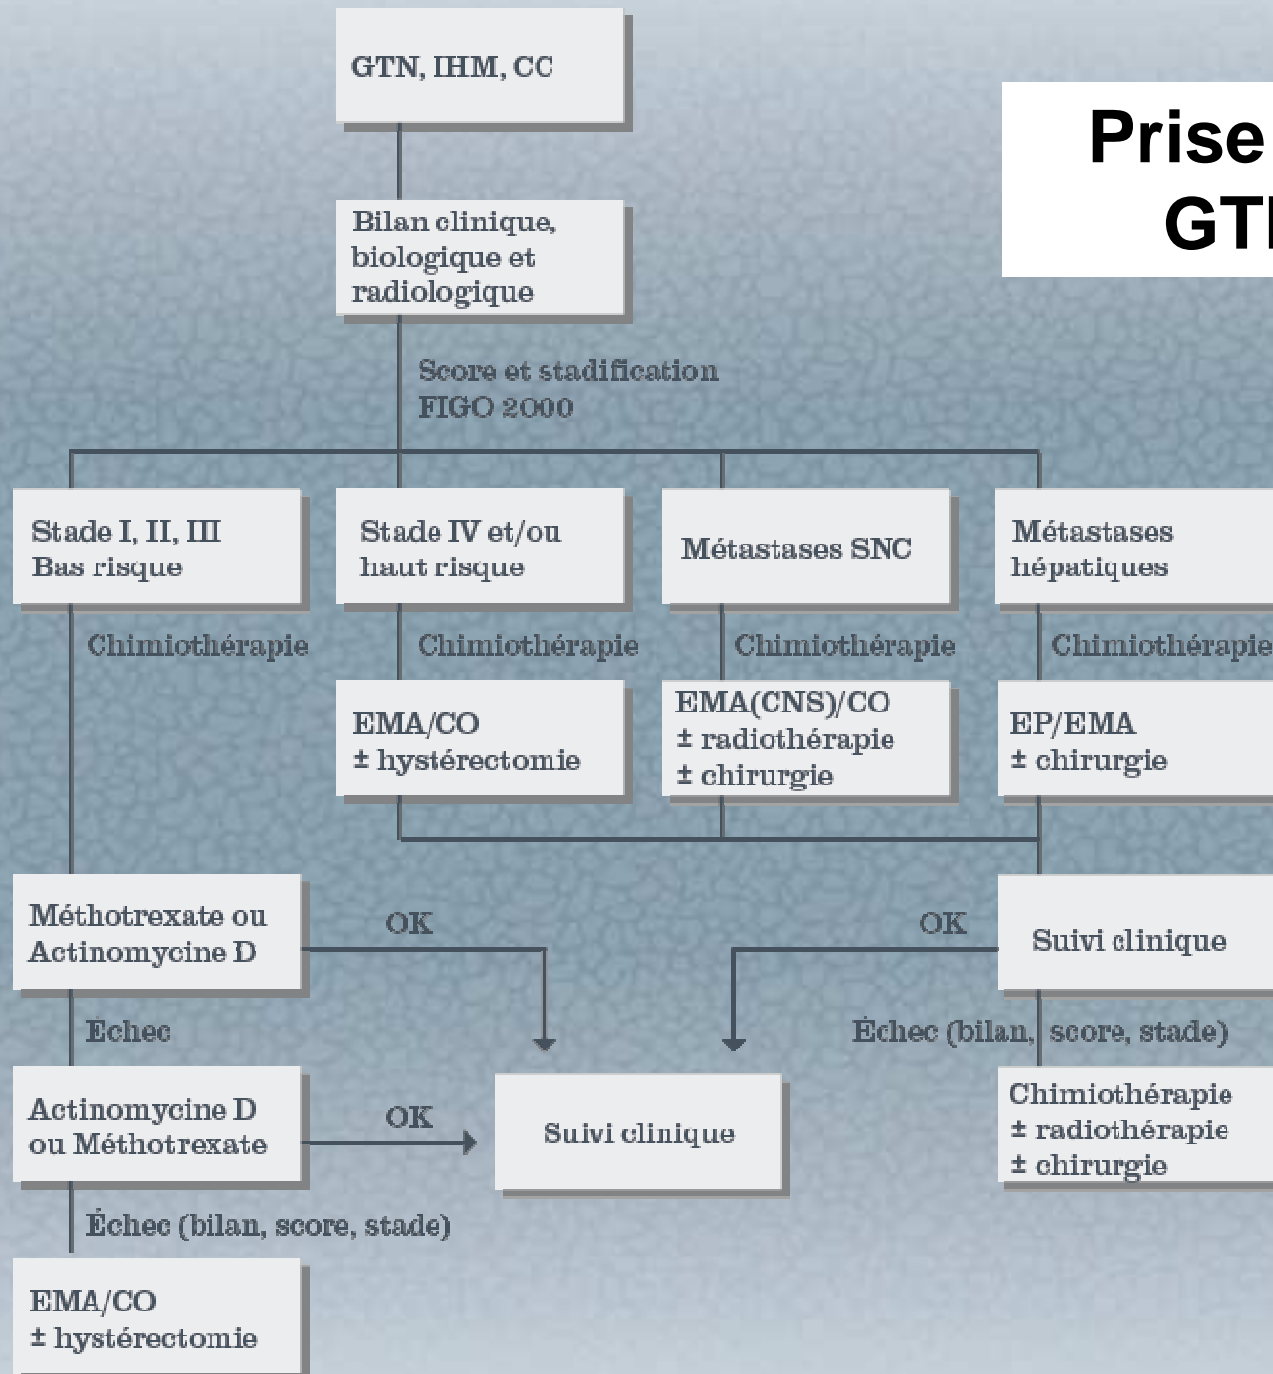 GTN, IHM, CC
Prise
GTN
Bilan clinique,
biologique et
radiologique
Score et stadification
FIGO 2000
Stade I, II, III
Bas risque
Stade IV et/ou
haut risque
Métastases SNC
Métastases
hépatiques
Chimiothérapie
Chimiothérapie
Chimiothérapie
Chimiothérapie
EMA/CO
± hystérectomie
EMA(CNS)/CO
± radiothérapie
± chirurgie
EP/EMA
± chirurgie
Méthotrexate ou
Actinomycine D
OK
OK
Suivi clinique
Échec
Échec (bilan, score, stade)
Actinomycine D
ou Méthotrexate
OK
Suivi clinique
Chimiothérapie
± radiothérapie
± chirurgie
Échec (bilan, score, stade)
EMA/CO
± hystérectomie